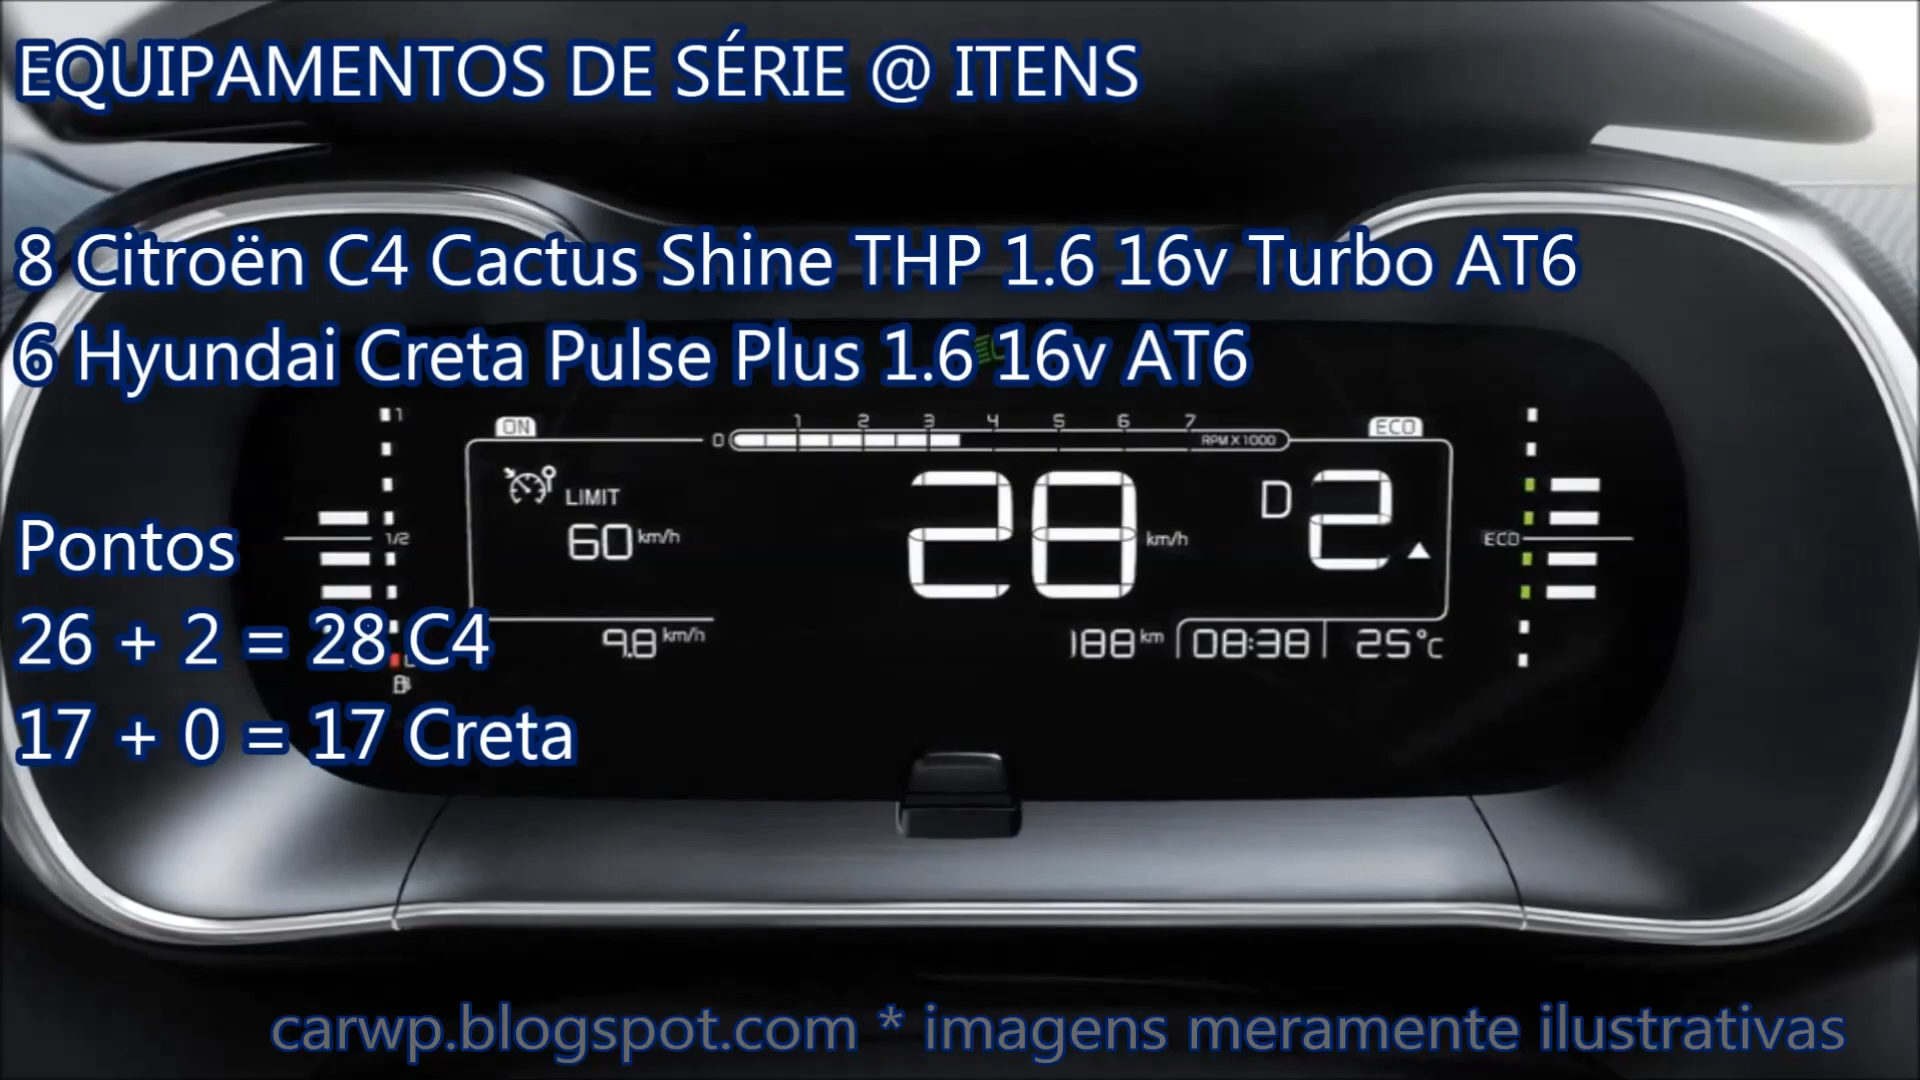 EQUIPAMENTOS DE SÉRIE @ ITENS
8 Citroën C4 Cactus Shine THP 1.6 16v Turbo AT6
6 Hyundai Creta Pulse Plus 1.6 16v AT6
1
ON
0 1 2 3 4 5 6 7 RPM X 1000
ECO
LIMIT
60 km/h
28 km/h
D 2
1/2
ECO
Pontos
9.8 km/h
188 km 08:38 25°C
26 + 2 = 28 C4
17 + 0 = 17 Creta
carwp.blogspot.com * imagens meramente ilustrativas